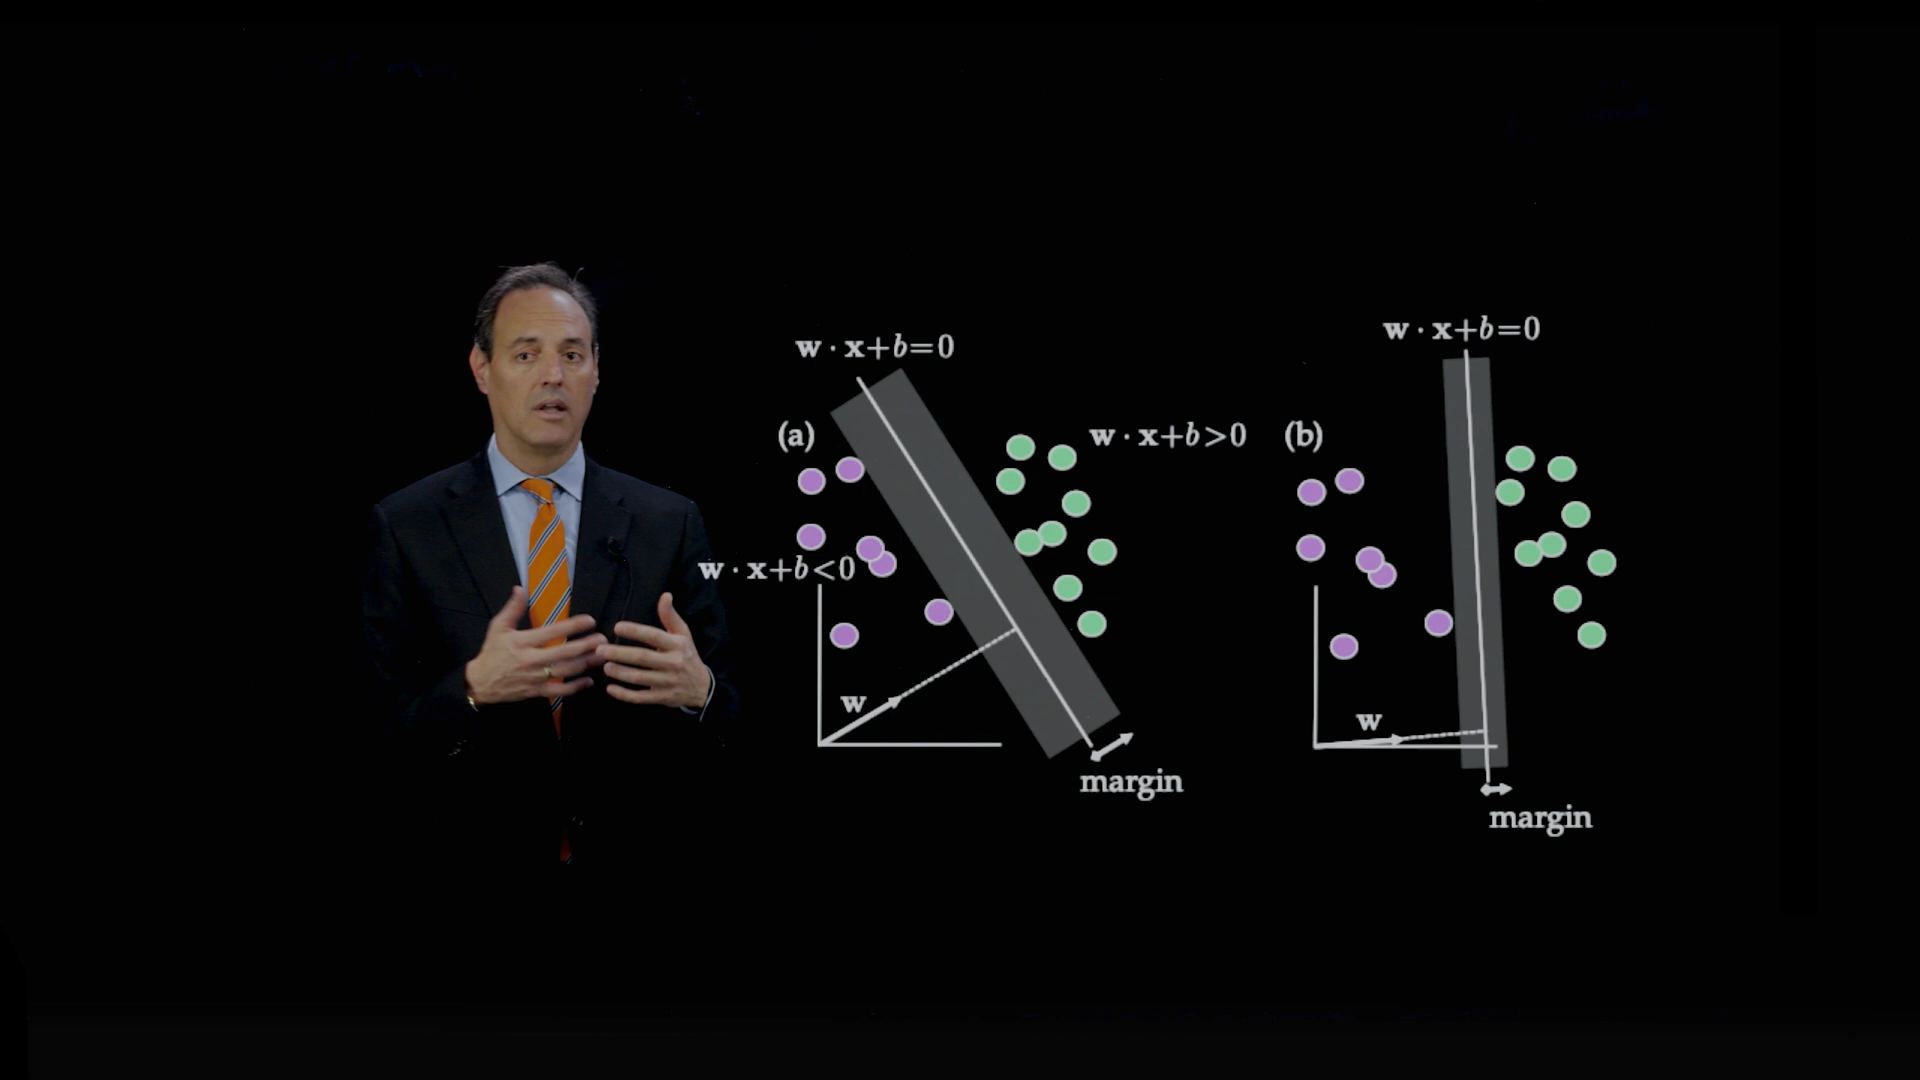 w · x+b=0
(a)
w · x+b>0
w · x+b<0
w
margin
w · x+b=0
(b)
w
margin